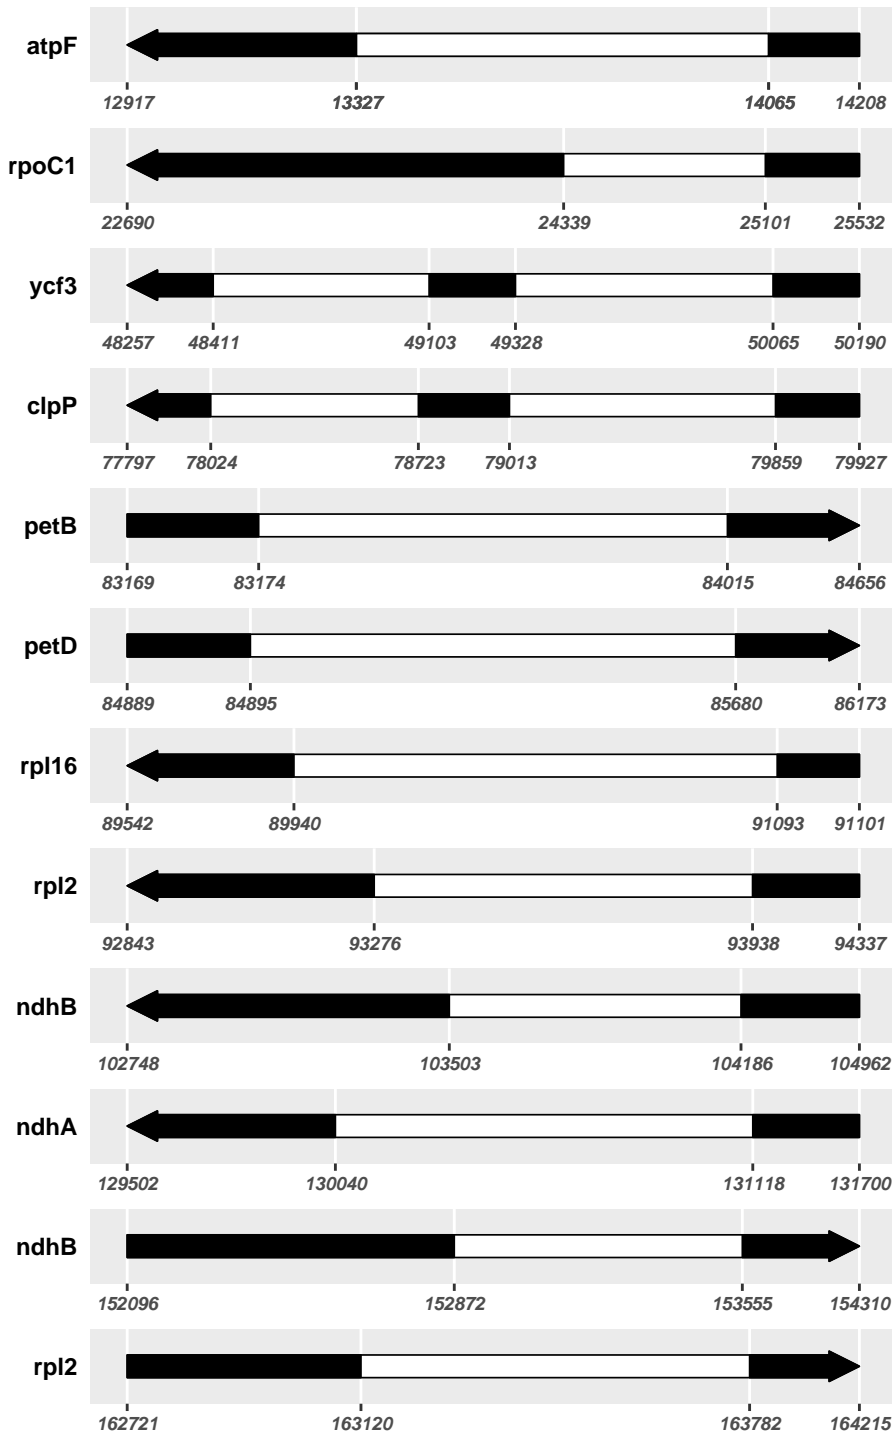 atpF
12917 13327 14065 14208
rpoC1
22690 24339 25101 25532
ycf3
48257 48411 49103 49328 50065 50190
clpP
77797 78024 78723 79013 79859 79927
petB
83169 83174 84015 84656
petD
84889 84895 85680 86173
rpl16
89542 89940 91093 91101
rpl2
92843 93276 93938 94337
ndhB
102748 103503 104186 104962
ndhA
129502 130040 131118 131700
ndhB
152096 152872 153555 154310
rpl2
162721 163120 163782 164215